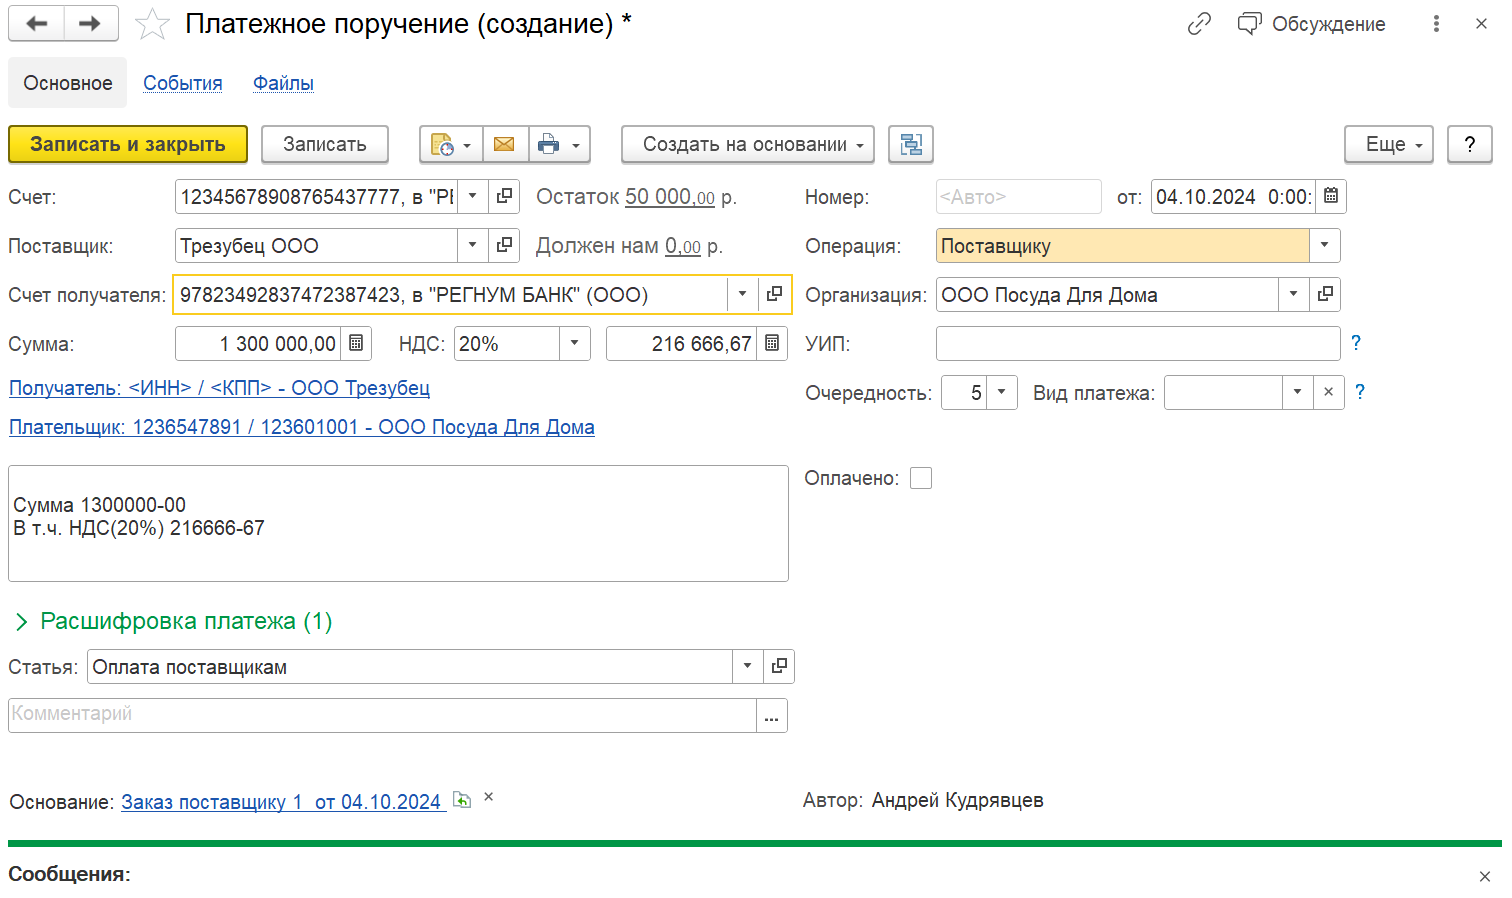 Платежное поручение (создание) *
Обсуждение
Основное События Файлы
Записать и закрыть Записать Создать на основании Еще ?
Счет: 12345678908765437777, в "РЕ Остаток 50 000,00 р. Номер: <Авто> от: 04.10.2024 0:00:
Поставщик: Трезубец ООО Должен нам 0,00 р. Операция: Поставщику
Счет получателя: 97823492837472387423, в "РЕГНУМ БАНК" (ООО) Организация: ООО Посуда Для Дома
Сумма: 1 300 000,00 НДС: 20% 216 666,67 УИП: ?
Получатель: <ИНН> / <КПП> - ООО Трезубец
Очередность: 5 Вид платежа: ?
Плательщик: 1236547891 / 123601001 - ООО Посуда Для Дома
Оплачено:
Сумма 1300000-00
В т.ч. НДС(20%) 216666-67
Расшифровка платежа (1)
Статья: Оплата поставщикам
Комментарий ...
Основание: Заказ поставщику 1 от 04.10.2024 Автор: Андрей Кудрявцев
Сообщения: